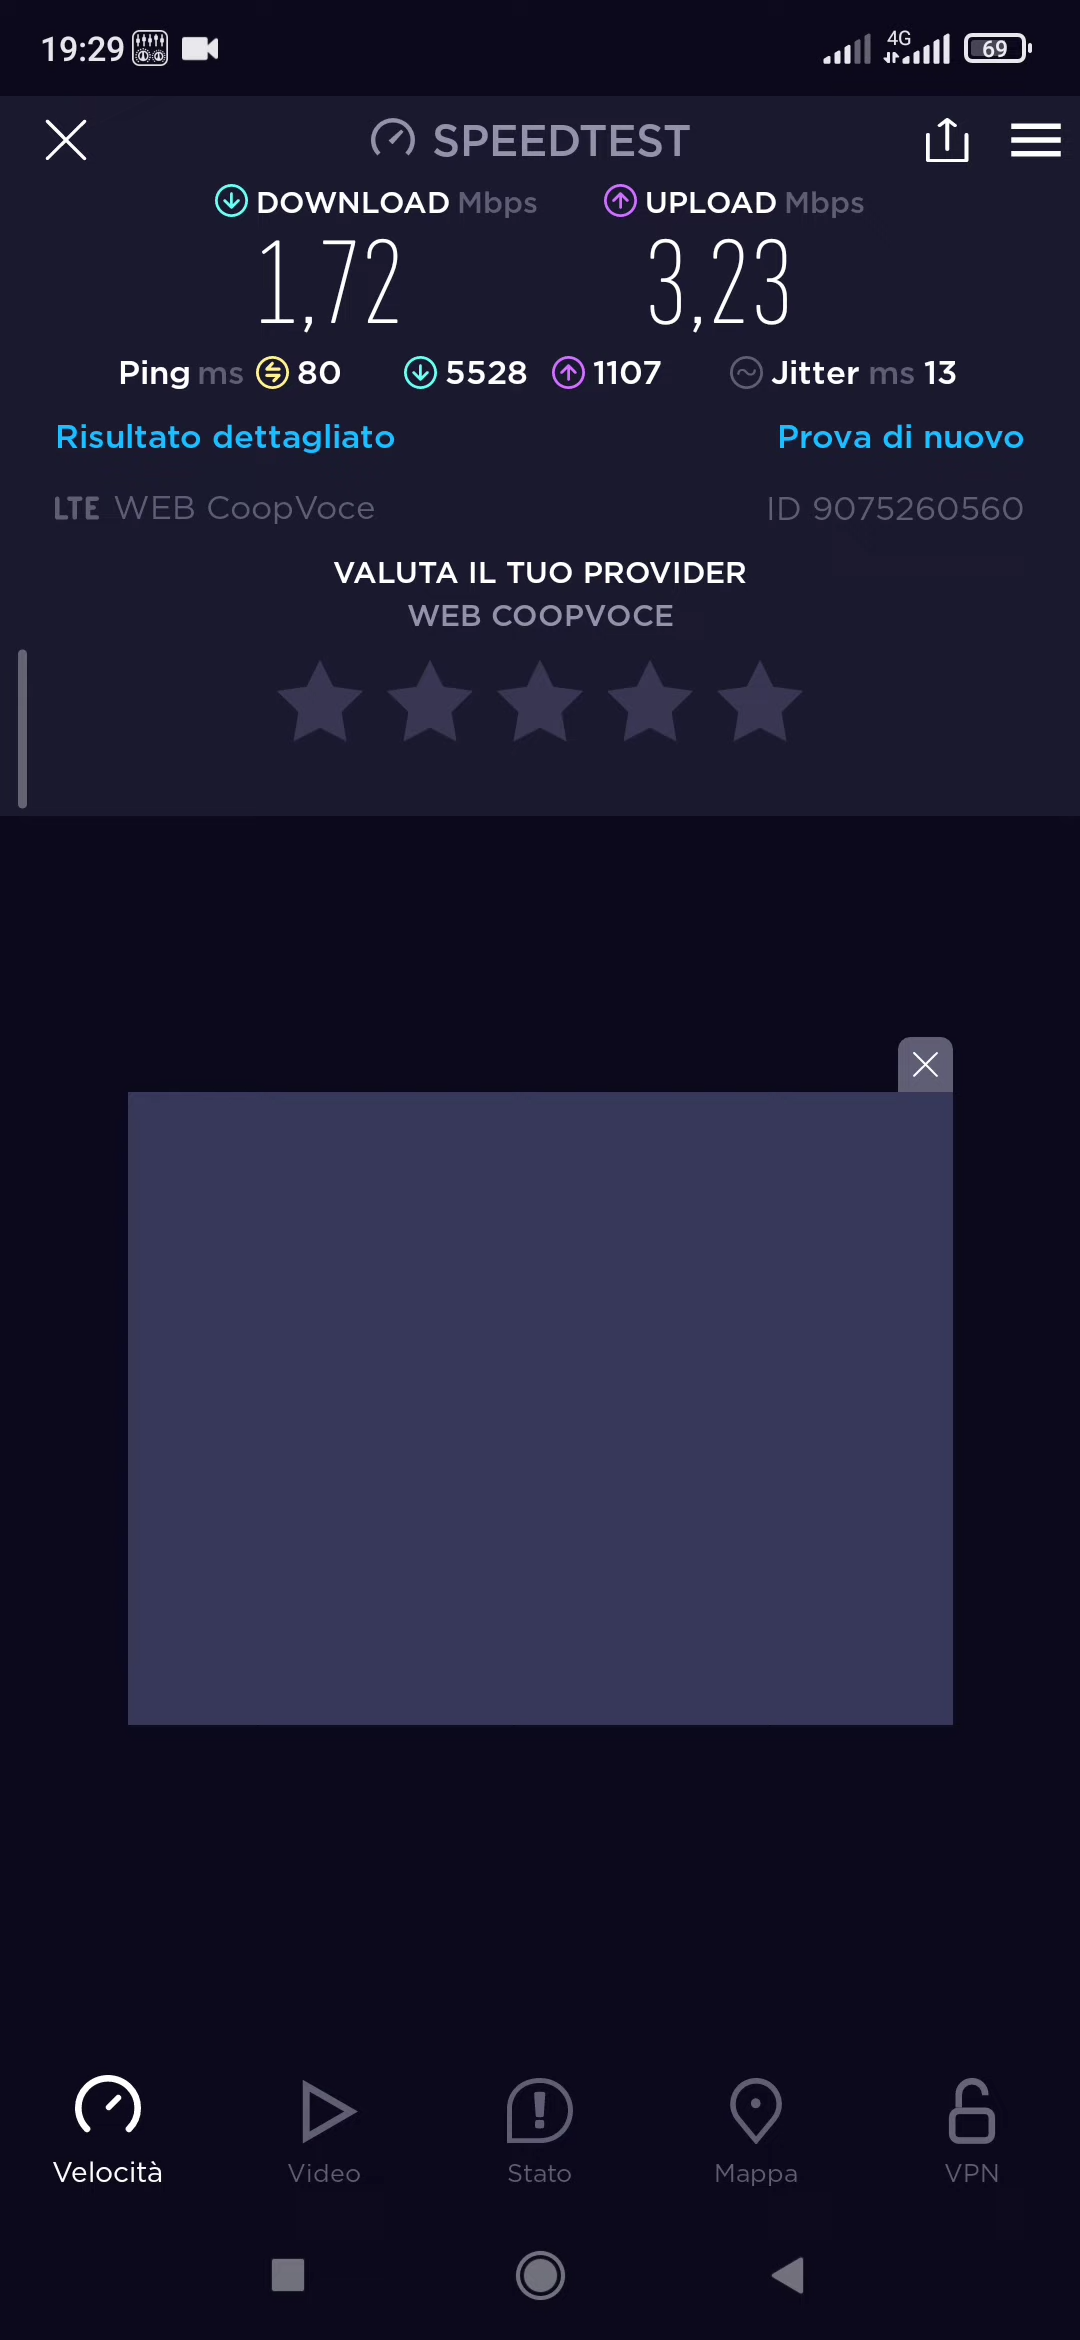 19:29 4G 69
SPEEDTEST
DOWNLOAD Mbps UPLOAD Mbps
1,72 3,23
Ping ms 80 5528 1107 Jitter ms 13
Risultato dettagliato Prova di nuovo
LTE WEB CoopVoce ID 9075260560
VALUTA IL TUO PROVIDER
WEB COOPVOCE
Velocità Video Stato Mappa VPN